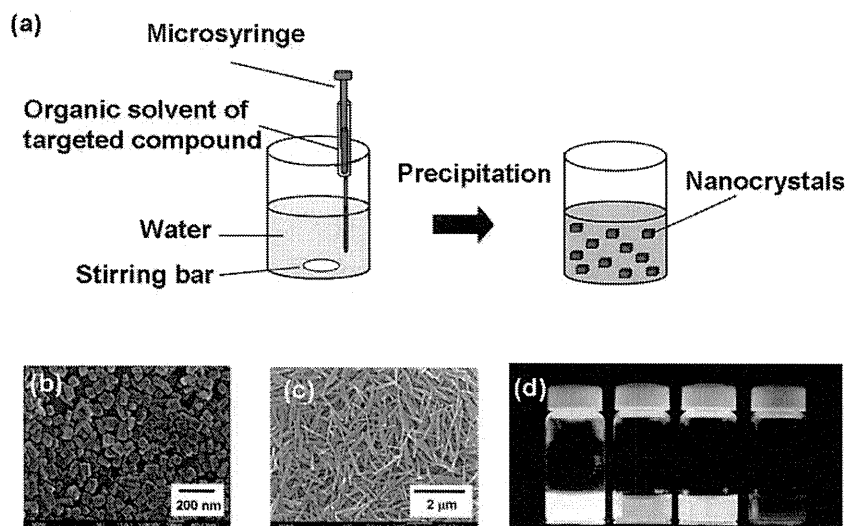 (a)
Microsyringe
Organic solvent of
targeted compound
Water
Stirring bar
Precipitation
Nanocrystals
(b)
200 nm
(c)
2 μm
(d)